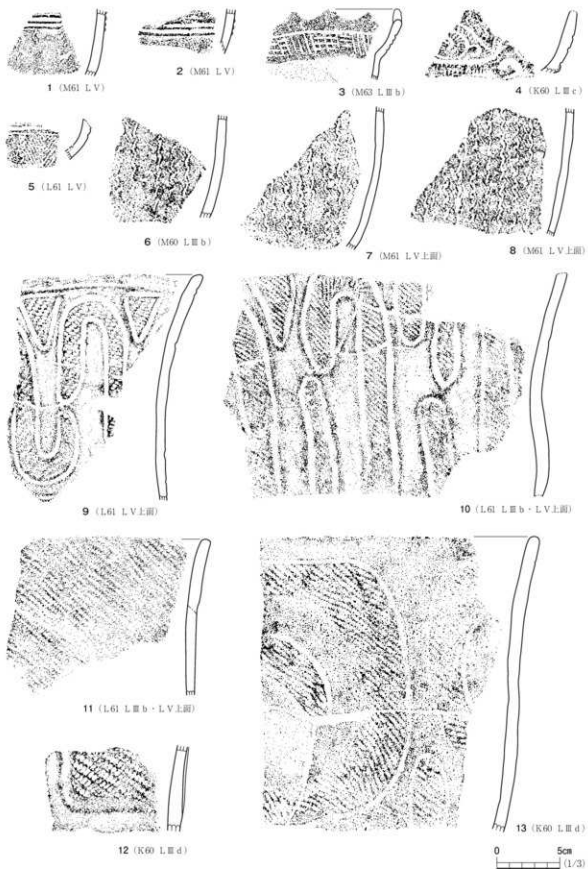 1 (M61 LⅤ)
2 (M61 LⅤ)
3 (M63 LⅢb)
4 (K60 LⅢc)
5 (L61 LⅤ)
6 (M60 LⅢb)
7 (M61 LⅤ上面)
8 (M61 LⅤ上面)
9 (L61 LⅤ上面)
10 (L61 LⅢb・LⅤ上面)
11 (L61 LⅢb・LⅤ上面)
12 (K60 LⅢd)
13 (K60 LⅢd)
0 5㎝
(1/3)